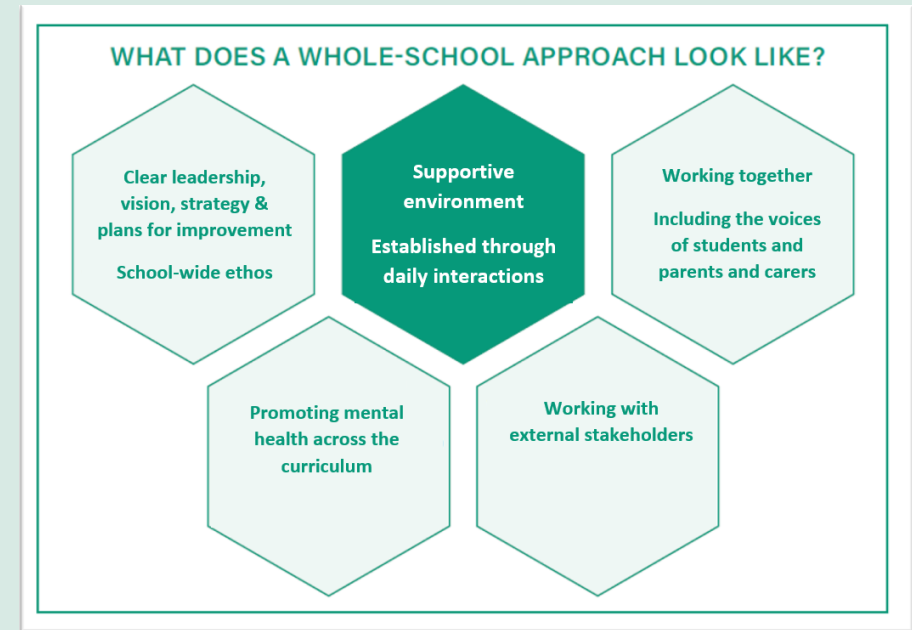 WHAT DOES A WHOLE-SCHOOL APPROACH LOOK LIKE?
Clear leadership,
vision, strategy &
plans for improvement
School-wide ethos
Supportive
environment
Established through
daily interactions
Working together
Including the voices
of students and
parents and carers
Promoting mental
health across the
curriculum
Working with
external stakeholders